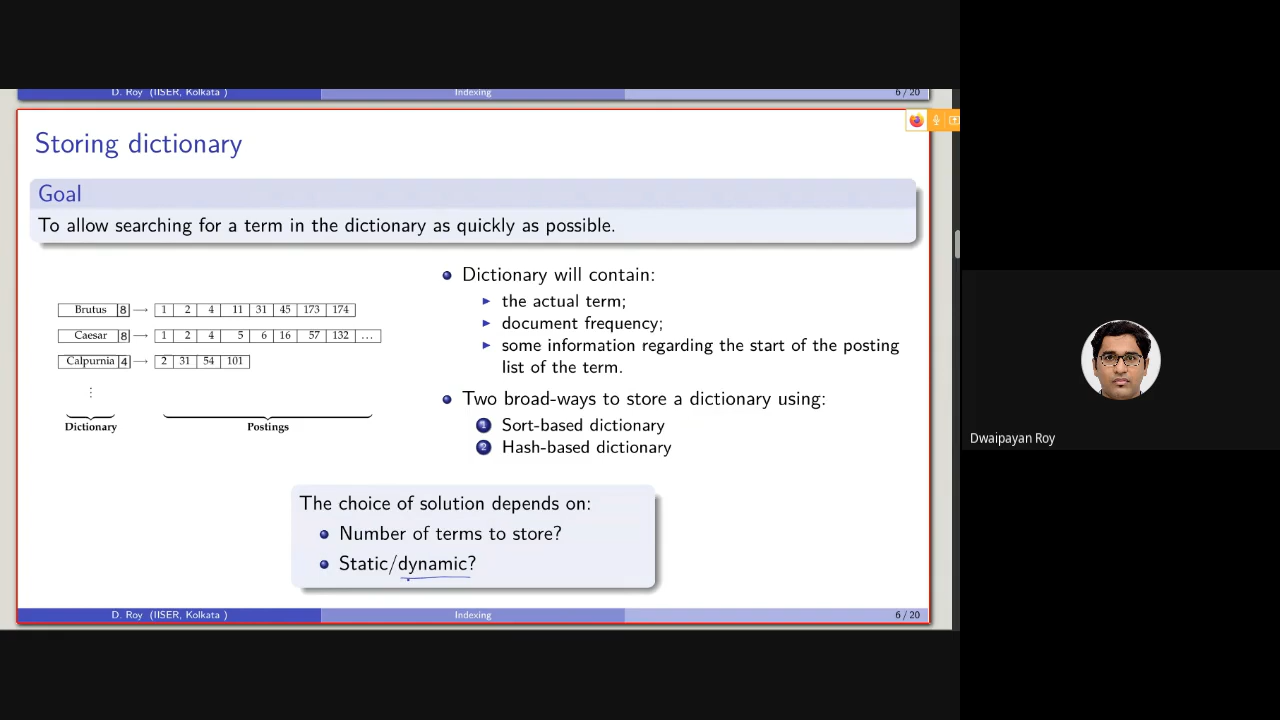 D. Roy (IISER, Kolkata )
Indexing
6 / 20
Storing dictionary
Goal
To allow searching for a term in the dictionary as quickly as possible.
Brutus 8 → 1 2 4 11 31 45 173 174
Caesar 8 → 1 2 4 5 6 16 57 132 ...
Calpurnia 4 → 2 31 54 101
⋮
Dictionary
Postings
Dictionary will contain:
the actual term;
document frequency;
some information regarding the start of the posting
list of the term.
Two broad-ways to store a dictionary using:
1 Sort-based dictionary
2 Hash-based dictionary
The choice of solution depends on:
Number of terms to store?
Static/dynamic?
D. Roy (IISER, Kolkata )
Indexing
6 / 20
Dwaipayan Roy